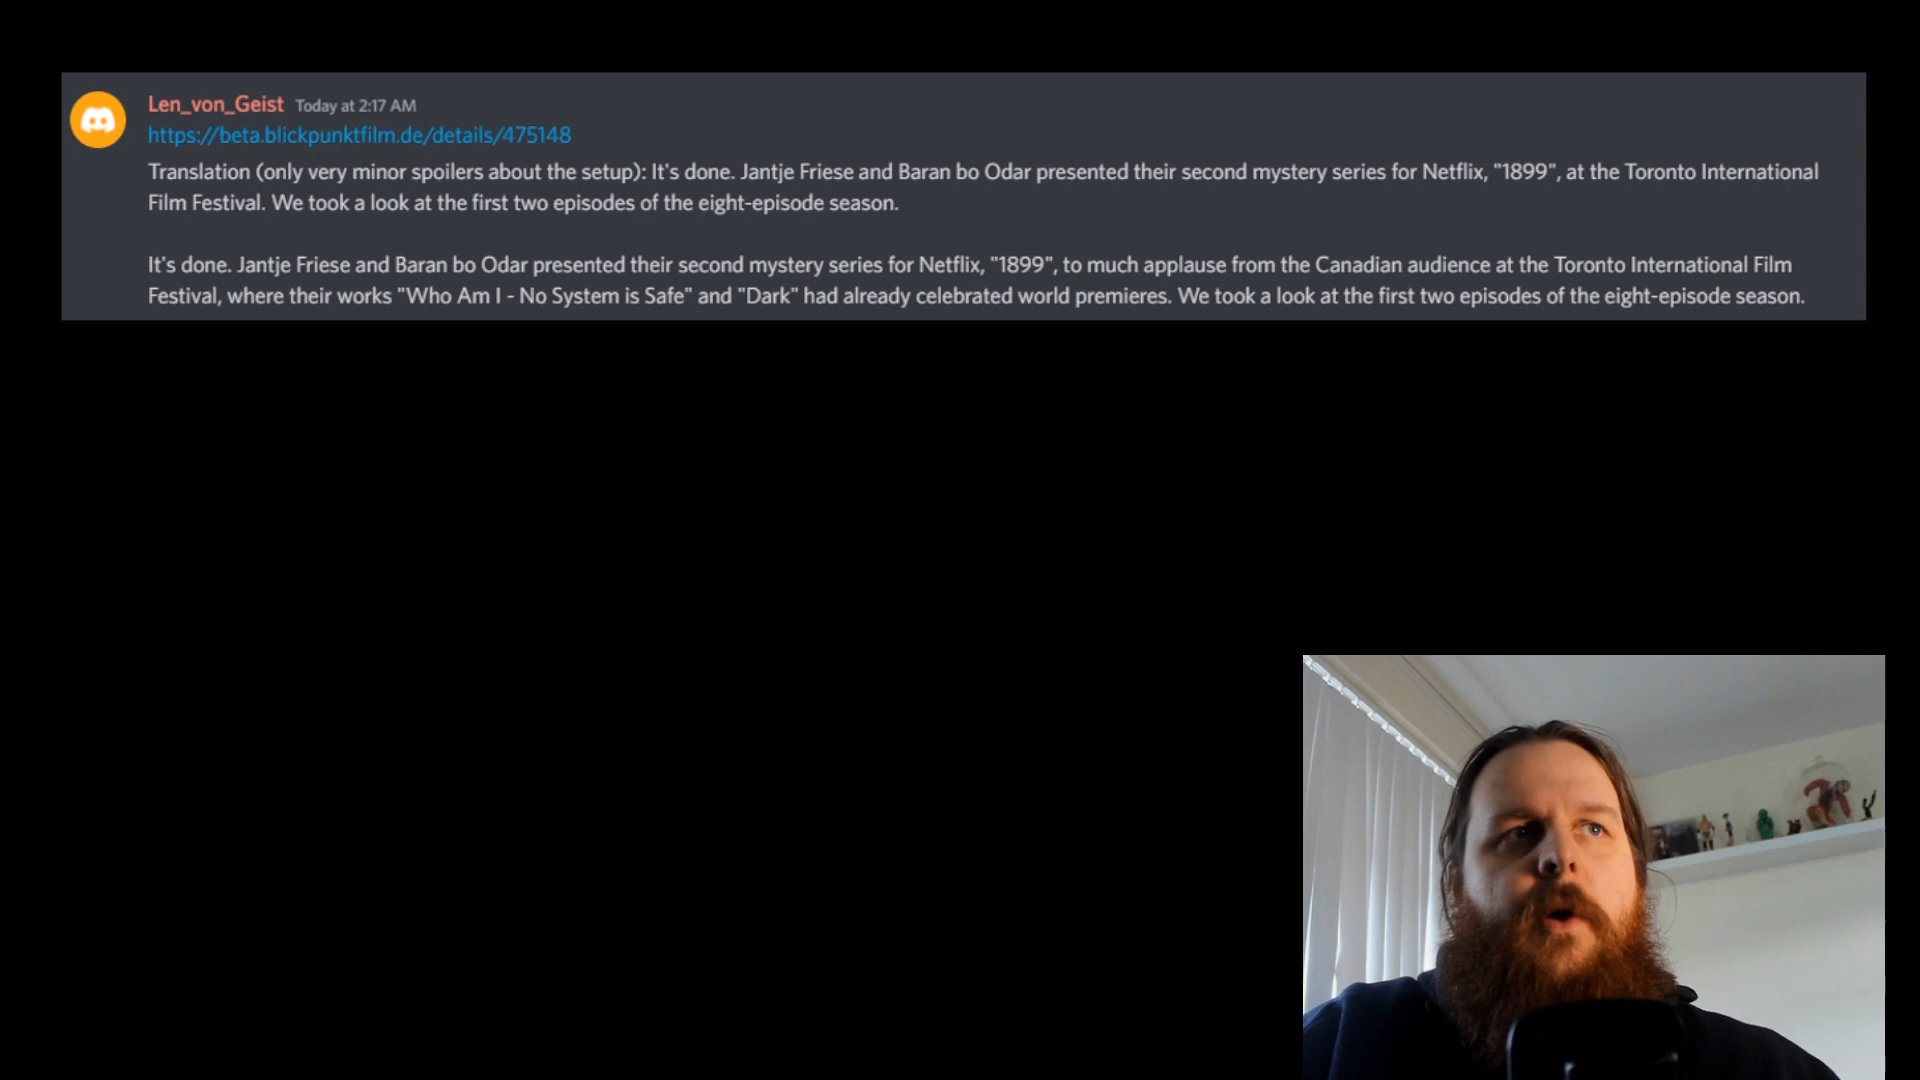 Len_von_Geist Today at 2:17 AM
https://beta.blickpunktfilm.de/details/475148
Translation (only very minor spoilers about the setup): It's done. Jantje Friese and Baran bo Odar presented their second mystery series for Netflix, "1899", at the Toronto International
Film Festival. We took a look at the first two episodes of the eight-episode season.
It's done. Jantje Friese and Baran bo Odar presented their second mystery series for Netflix, "1899", to much applause from the Canadian audience at the Toronto International Film
Festival, where their works "Who Am I - No System is Safe" and "Dark" had already celebrated world premieres. We took a look at the first two episodes of the eight-episode season.